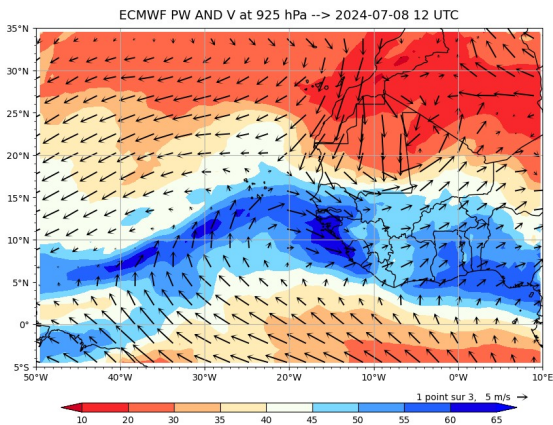 ECMWF PW AND V at 925 hPa --> 2024-07-08 12 UTC
35°N
30°N
25°N
20°N
15°N
10°N
5°N
0°
5°S
50°W 40°W 30°W 20°W 10°W 0°W 10°E
1 point sur 3, 5 m/s
10 20 30 35 40 45 50 55 60 65